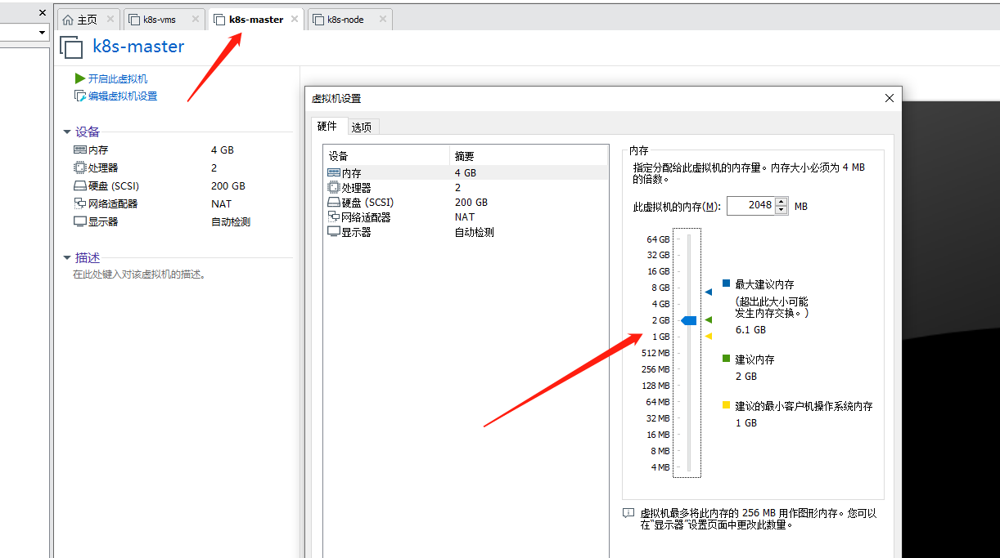 主页
k8s-vms
k8s-master
k8s-node
k8s-master
开启此虚拟机
编辑虚拟机设置
设备
内存 4 GB
处理器 2
硬盘 (SCSI) 200 GB
网络适配器 NAT
显示器 自动检测
描述
在此处键入对该虚拟机的描述。
虚拟机设置
硬件 选项
设备 摘要
内存 4 GB
处理器 2
硬盘 (SCSI) 200 GB
网络适配器 NAT
显示器 自动检测
内存
指定分配给此虚拟机的内存量。内存大小必须为 4 MB
的倍数。
此虚拟机的内存(M): 2048 MB
64 GB
32 GB
16 GB
8 GB
4 GB
2 GB
1 GB
512 MB
256 MB
128 MB
64 MB
32 MB
16 MB
8 MB
4 MB
最大建议内存
(超出此大小可能
发生内存交换。)
6.1 GB
建议内存
2 GB
建议的最小客户机操作系统内存
1 GB
虚拟机最多将此内存的 256 MB 用作图形内存。您可以
在“显示器”设置页面中更改此数量。